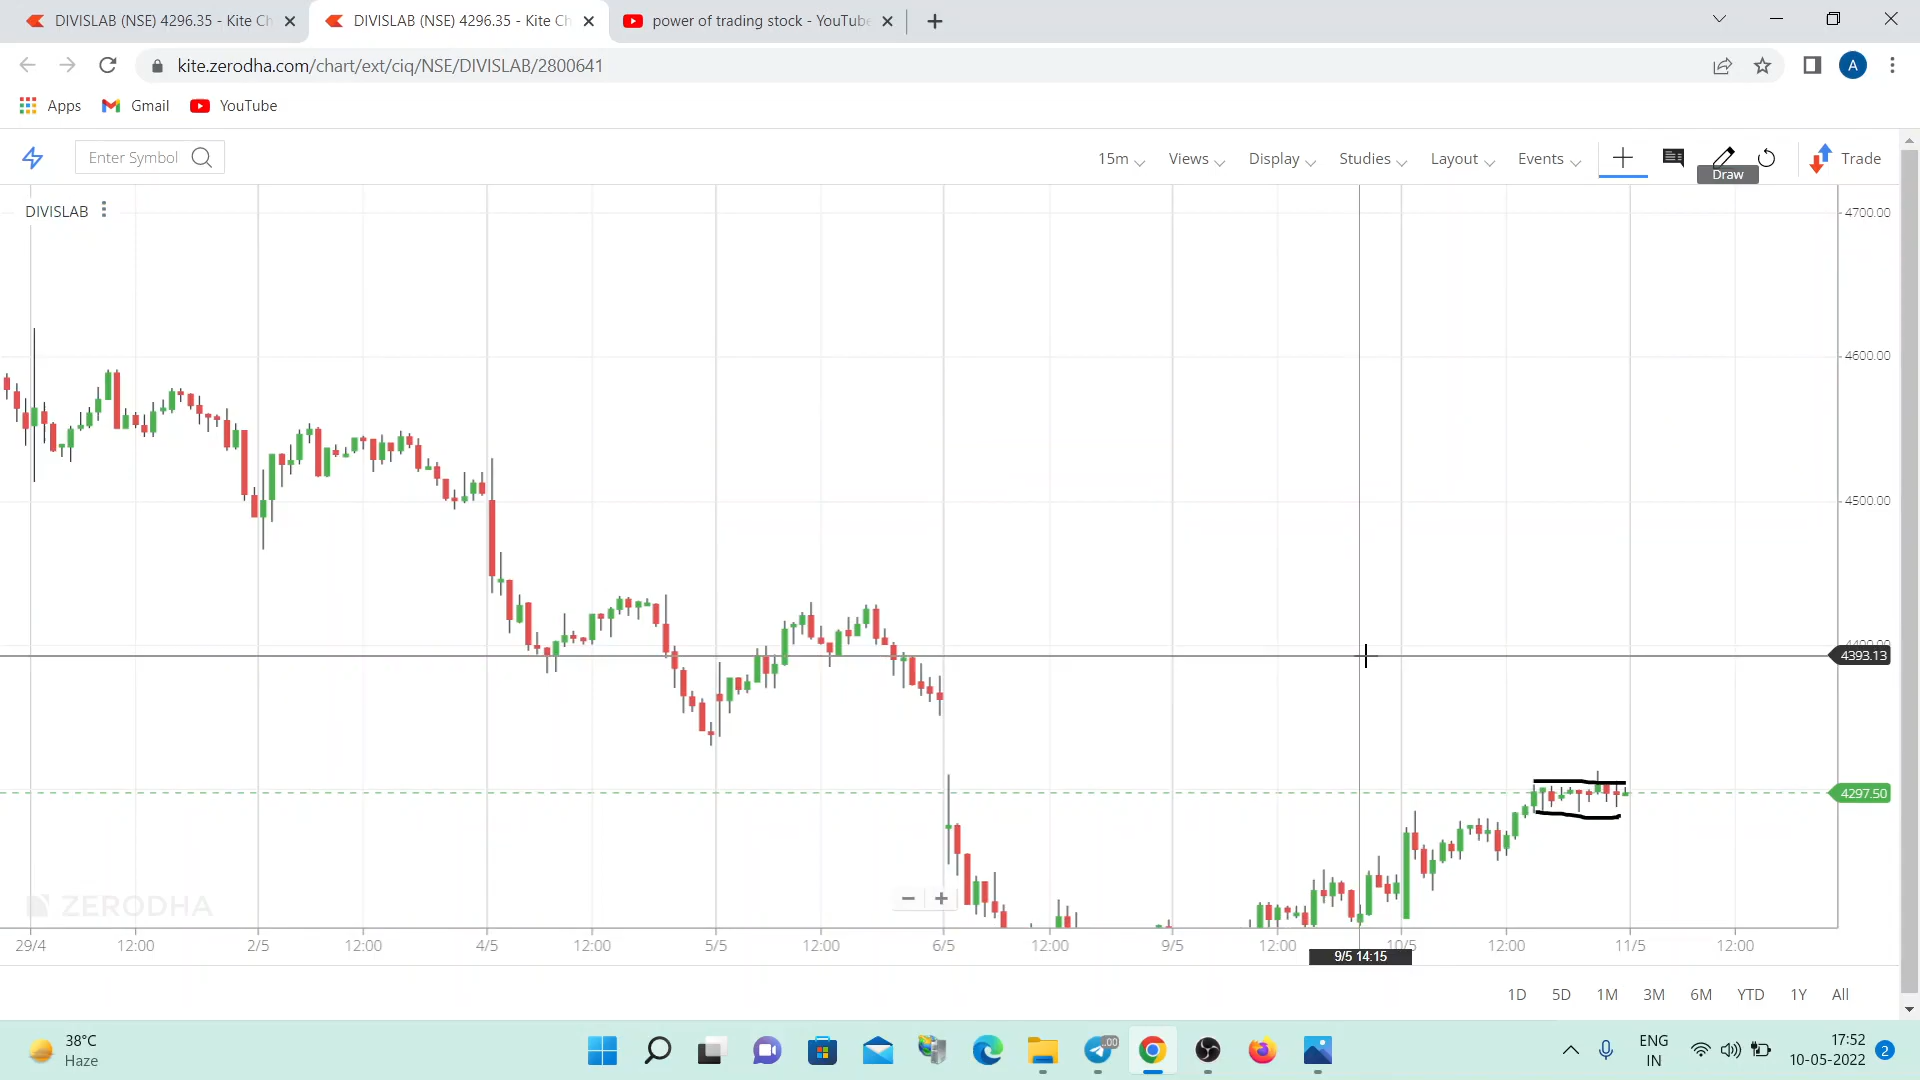 DIVISLAB (NSE) 4296.35 - Kite Ch
DIVISLAB (NSE) 4296.35 - Kite Ch
power of trading stock - YouTube
kite.zerodha.com/chart/ext/ciq/NSE/DIVISLAB/2800641
A
Apps
Gmail
YouTube
Enter Symbol
15m
Views
Display
Studies
Layout
Events
Trade
Draw
DIVISLAB
4700.00
4600.00
4500.00
4400.00
4393.13
4297.50
ZERODHA
29/4
12:00
2/5
12:00
4/5
12:00
5/5
12:00
6/5
12:00
9/5
12:00
10/5
12:00
11/5
12:00
9/5 14:15
1D
5D
1M
3M
6M
YTD
1Y
All
38°C
Haze
.00
ENG
IN
17:52
10-05-2022
2